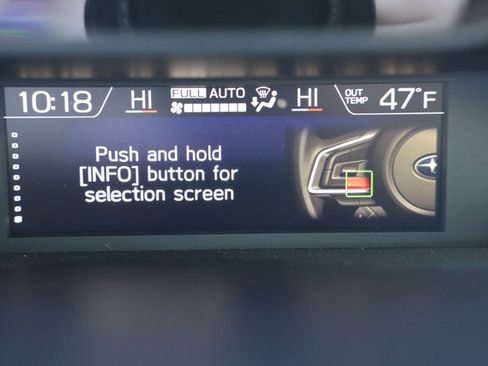 10:18 HI FULL AUTO HI OUT TEMP 47°F
Push and hold
[INFO] button for
selection screen